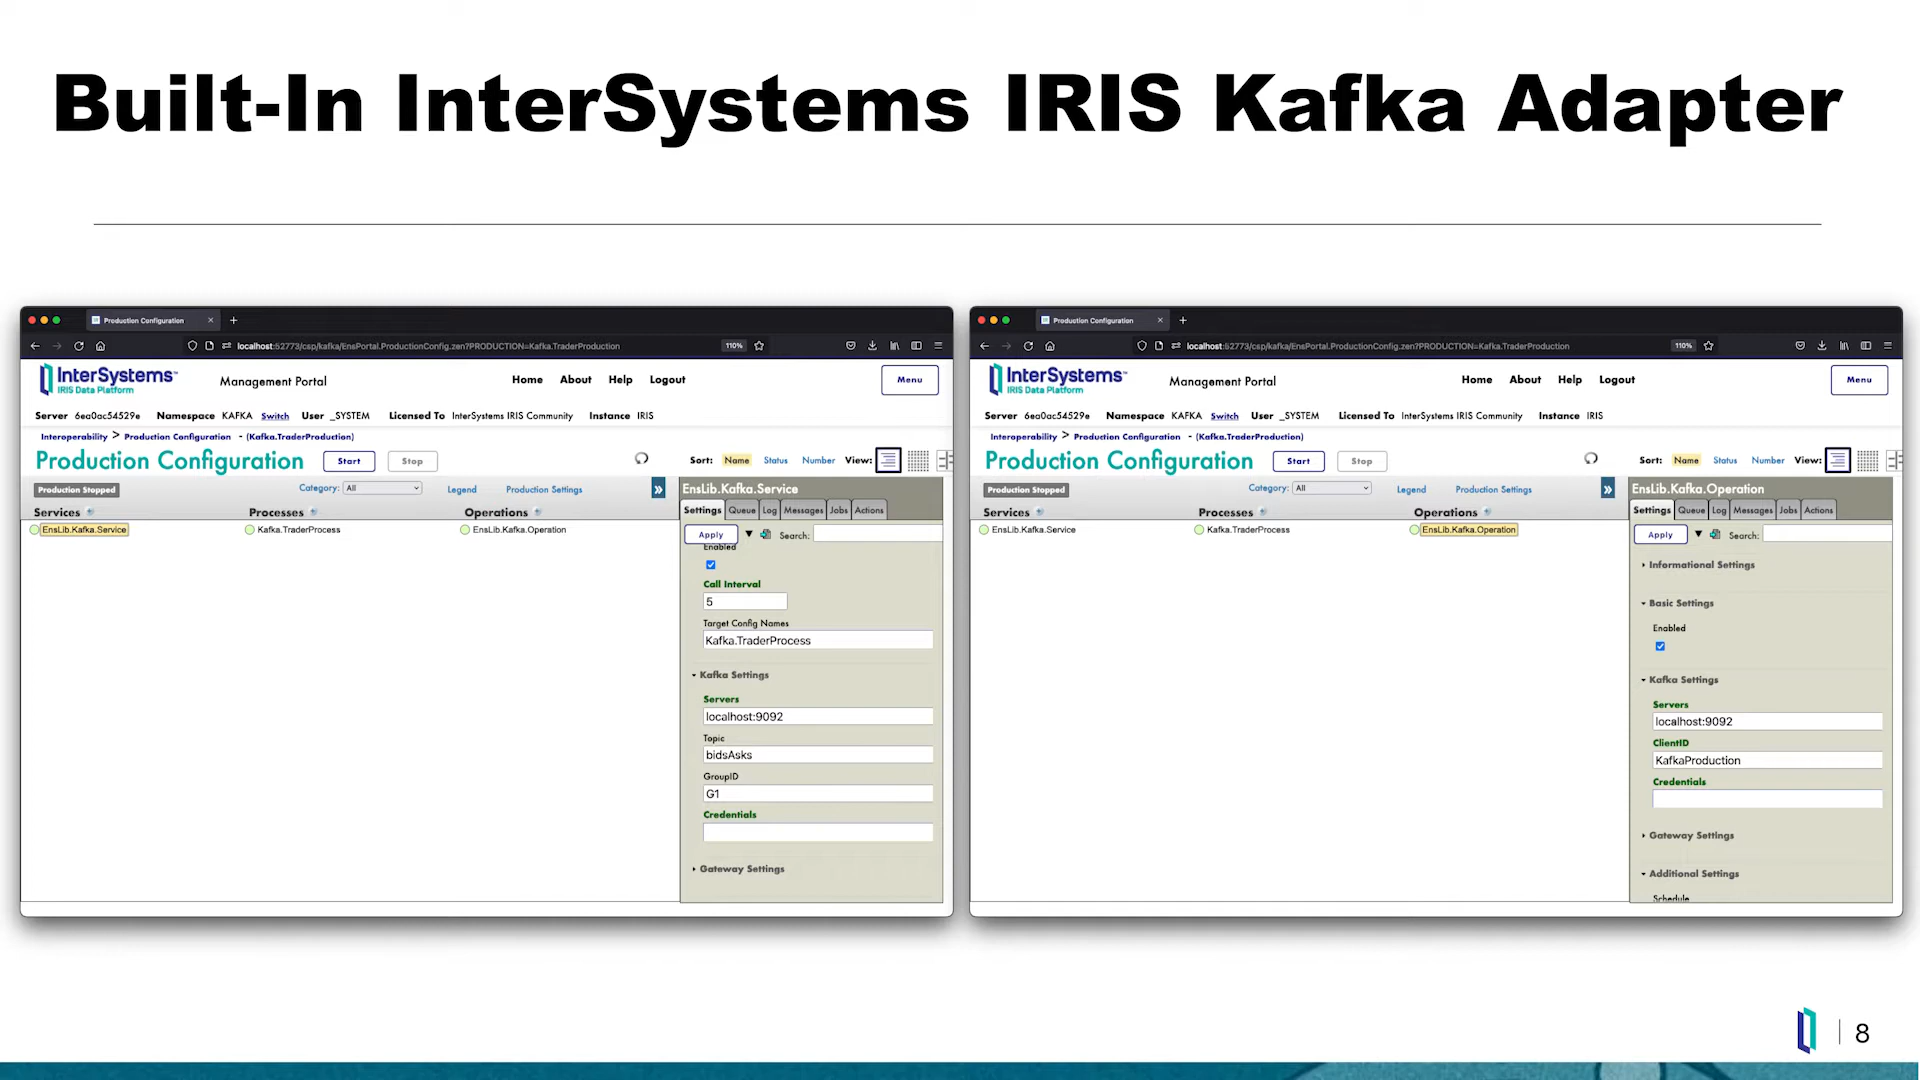 Built-In InterSystems IRIS Kafka Adapter
Production Configuration
localhost:52773/csp/kafka/EnsPortal.ProductionConfig.zen?PRODUCTION=Kafka.TraderProduction 110%
InterSystems™
IRIS Data Platform
Management Portal
Home About Help Logout
Menu
Server 6ea0ac54529e Namespace KAFKA Switch User _SYSTEM Licensed To InterSystems IRIS Community Instance IRIS
Interoperability > Production Configuration - (Kafka.TraderProduction)
Production Configuration Start Stop Sort: Name Status Number View:
Production Stopped Category: All Legend Production Settings
Services Processes Operations
EnsLib.Kafka.Service Kafka.TraderProcess EnsLib.Kafka.Operation
EnsLib.Kafka.Service
Settings Queue Log Messages Jobs Actions
Apply Search:
Enabled
Call Interval
5
Target Config Names
Kafka.TraderProcess
Kafka Settings
Servers
localhost:9092
Topic
bidsAsks
GroupID
G1
Credentials
Gateway Settings
Production Configuration
localhost:52773/csp/kafka/EnsPortal.ProductionConfig.zen?PRODUCTION=Kafka.TraderProduction 110%
InterSystems™
IRIS Data Platform
Management Portal
Home About Help Logout
Menu
Server 6ea0ac54529e Namespace KAFKA Switch User _SYSTEM Licensed To InterSystems IRIS Community Instance IRIS
Interoperability > Production Configuration - (Kafka.TraderProduction)
Production Configuration Start Stop Sort: Name Status Number View:
Production Stopped Category: All Legend Production Settings
Services Processes Operations
EnsLib.Kafka.Service Kafka.TraderProcess EnsLib.Kafka.Operation
EnsLib.Kafka.Operation
Settings Queue Log Messages Jobs Actions
Apply Search:
Informational Settings
Basic Settings
Enabled
Kafka Settings
Servers
localhost:9092
ClientID
KafkaProduction
Credentials
Gateway Settings
Additional Settings
Schedule
8